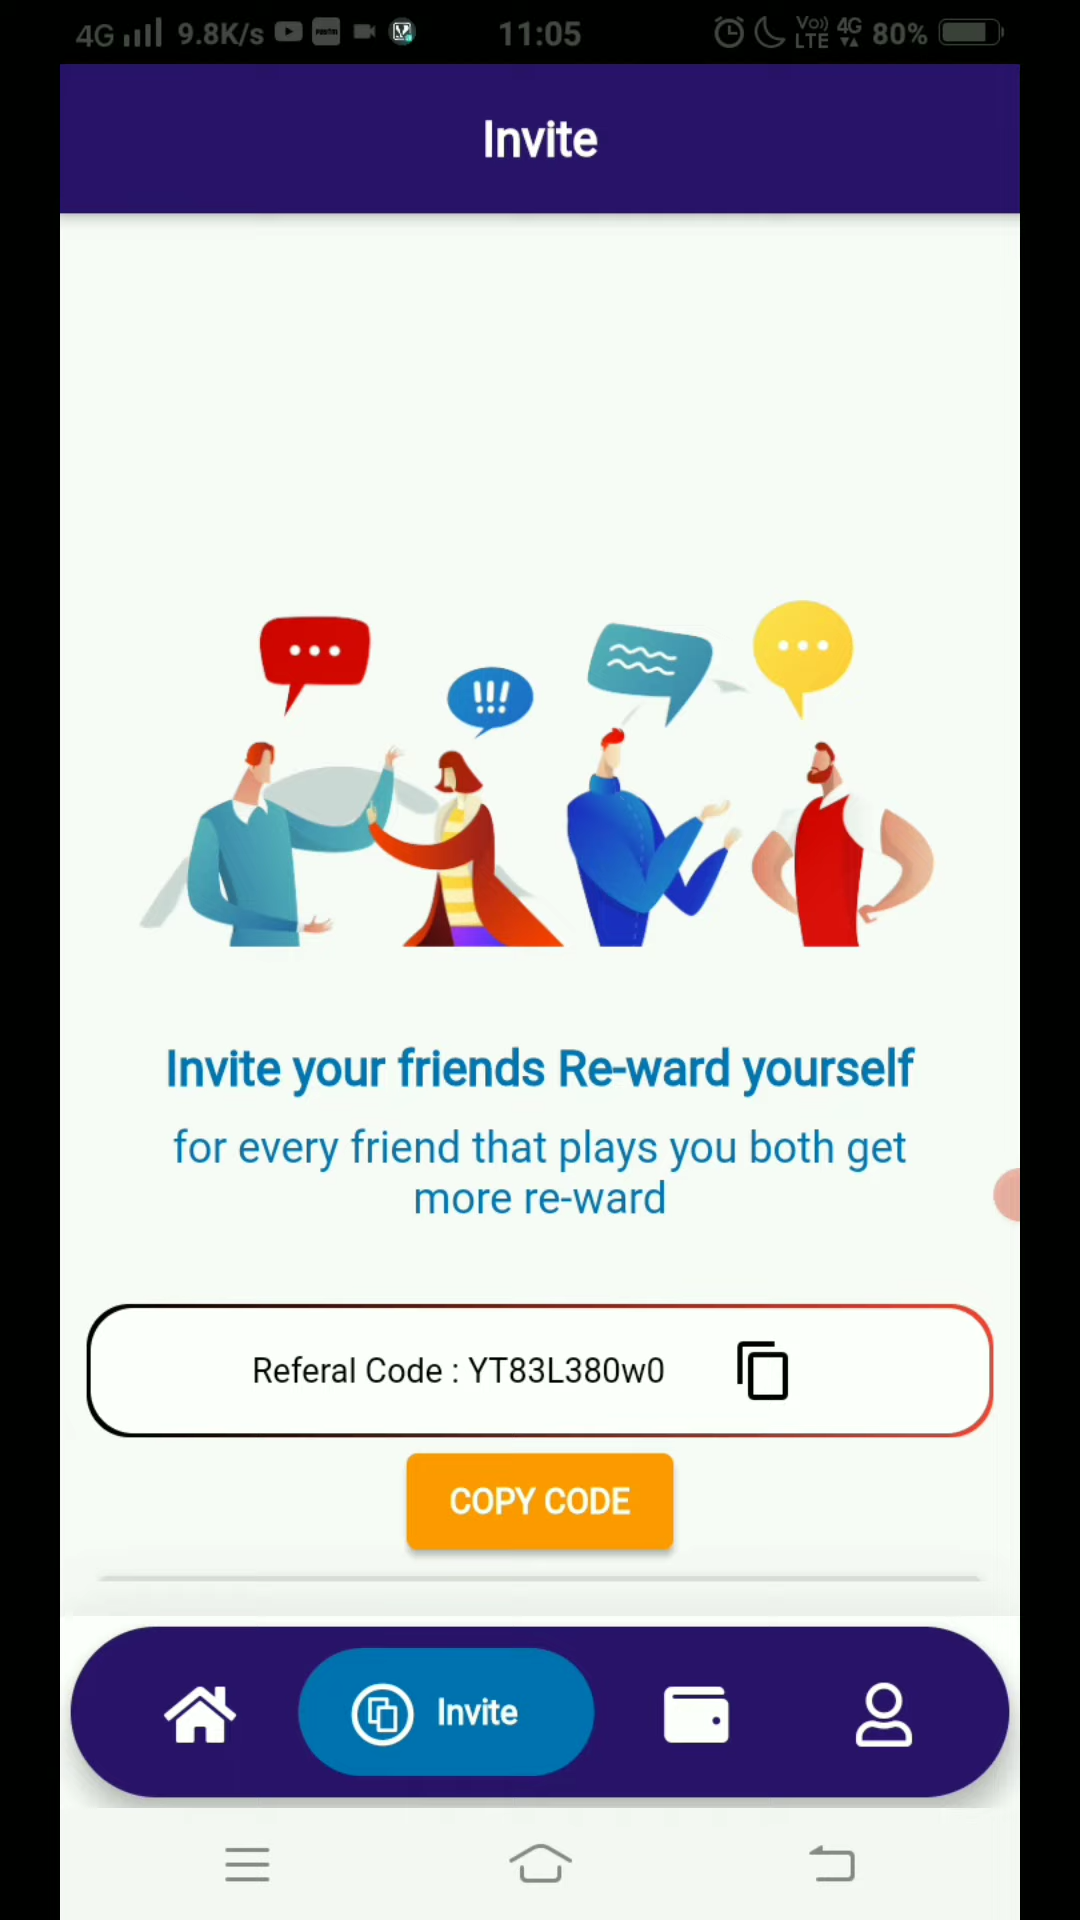 4G 9.8K/s 11:05 Vo)) LTE 4G 80%
Invite
!!!
Invite your friends Re-ward yourself
for every friend that plays you both get
more re-ward
Referal Code : YT83L380w0
COPY CODE
Invite